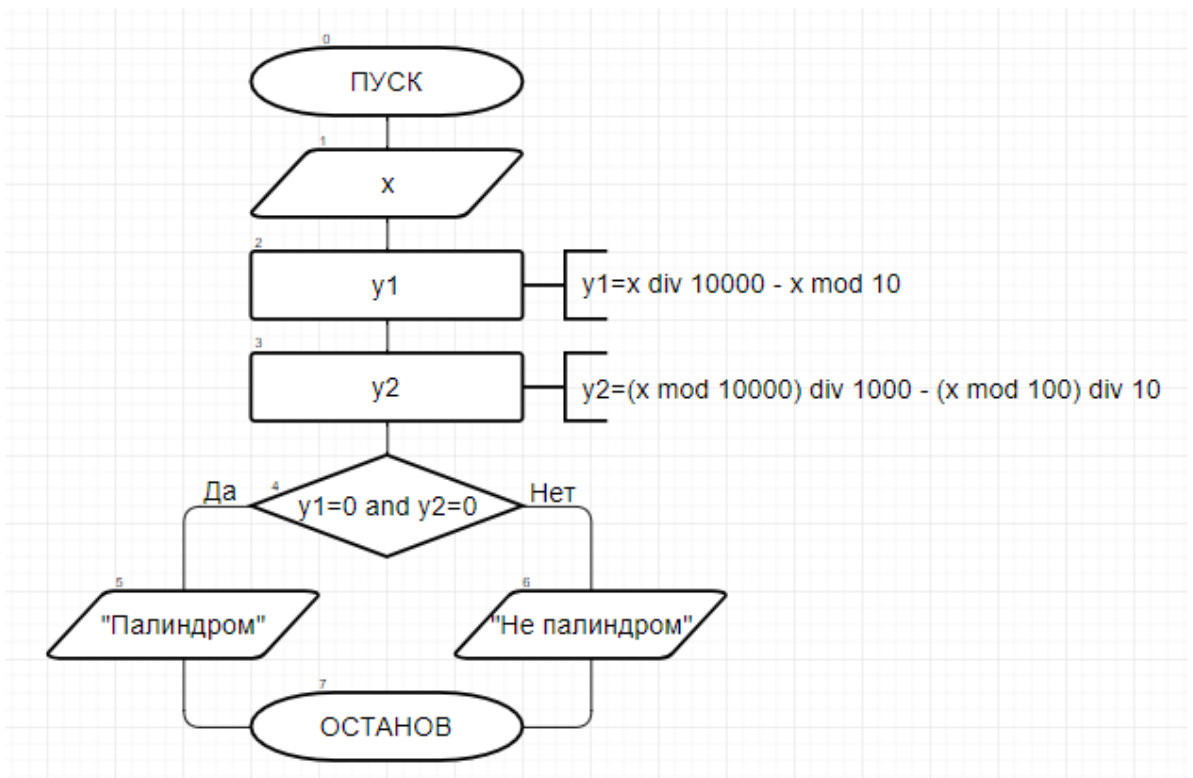 0
ПУСК
1
x
2
y1
y1=x div 10000 - x mod 10
3
y2
y2=(x mod 10000) div 1000 - (x mod 100) div 10
Да
4
y1=0 and y2=0
Нет
5
"Палиндром"
6
"Не палиндром"
7
ОСТАНОВ